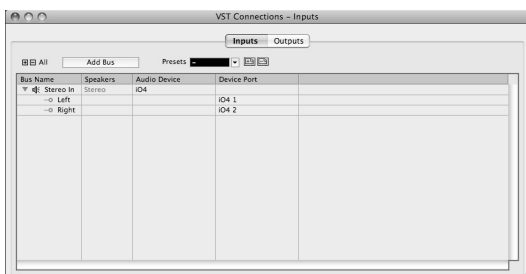 VST Connections – Inputs
Inputs Outputs
All Add Bus Presets -
Bus Name Speakers Audio Device Device Port
Stereo In Stereo iO4
Left iO4 1
Right iO4 2